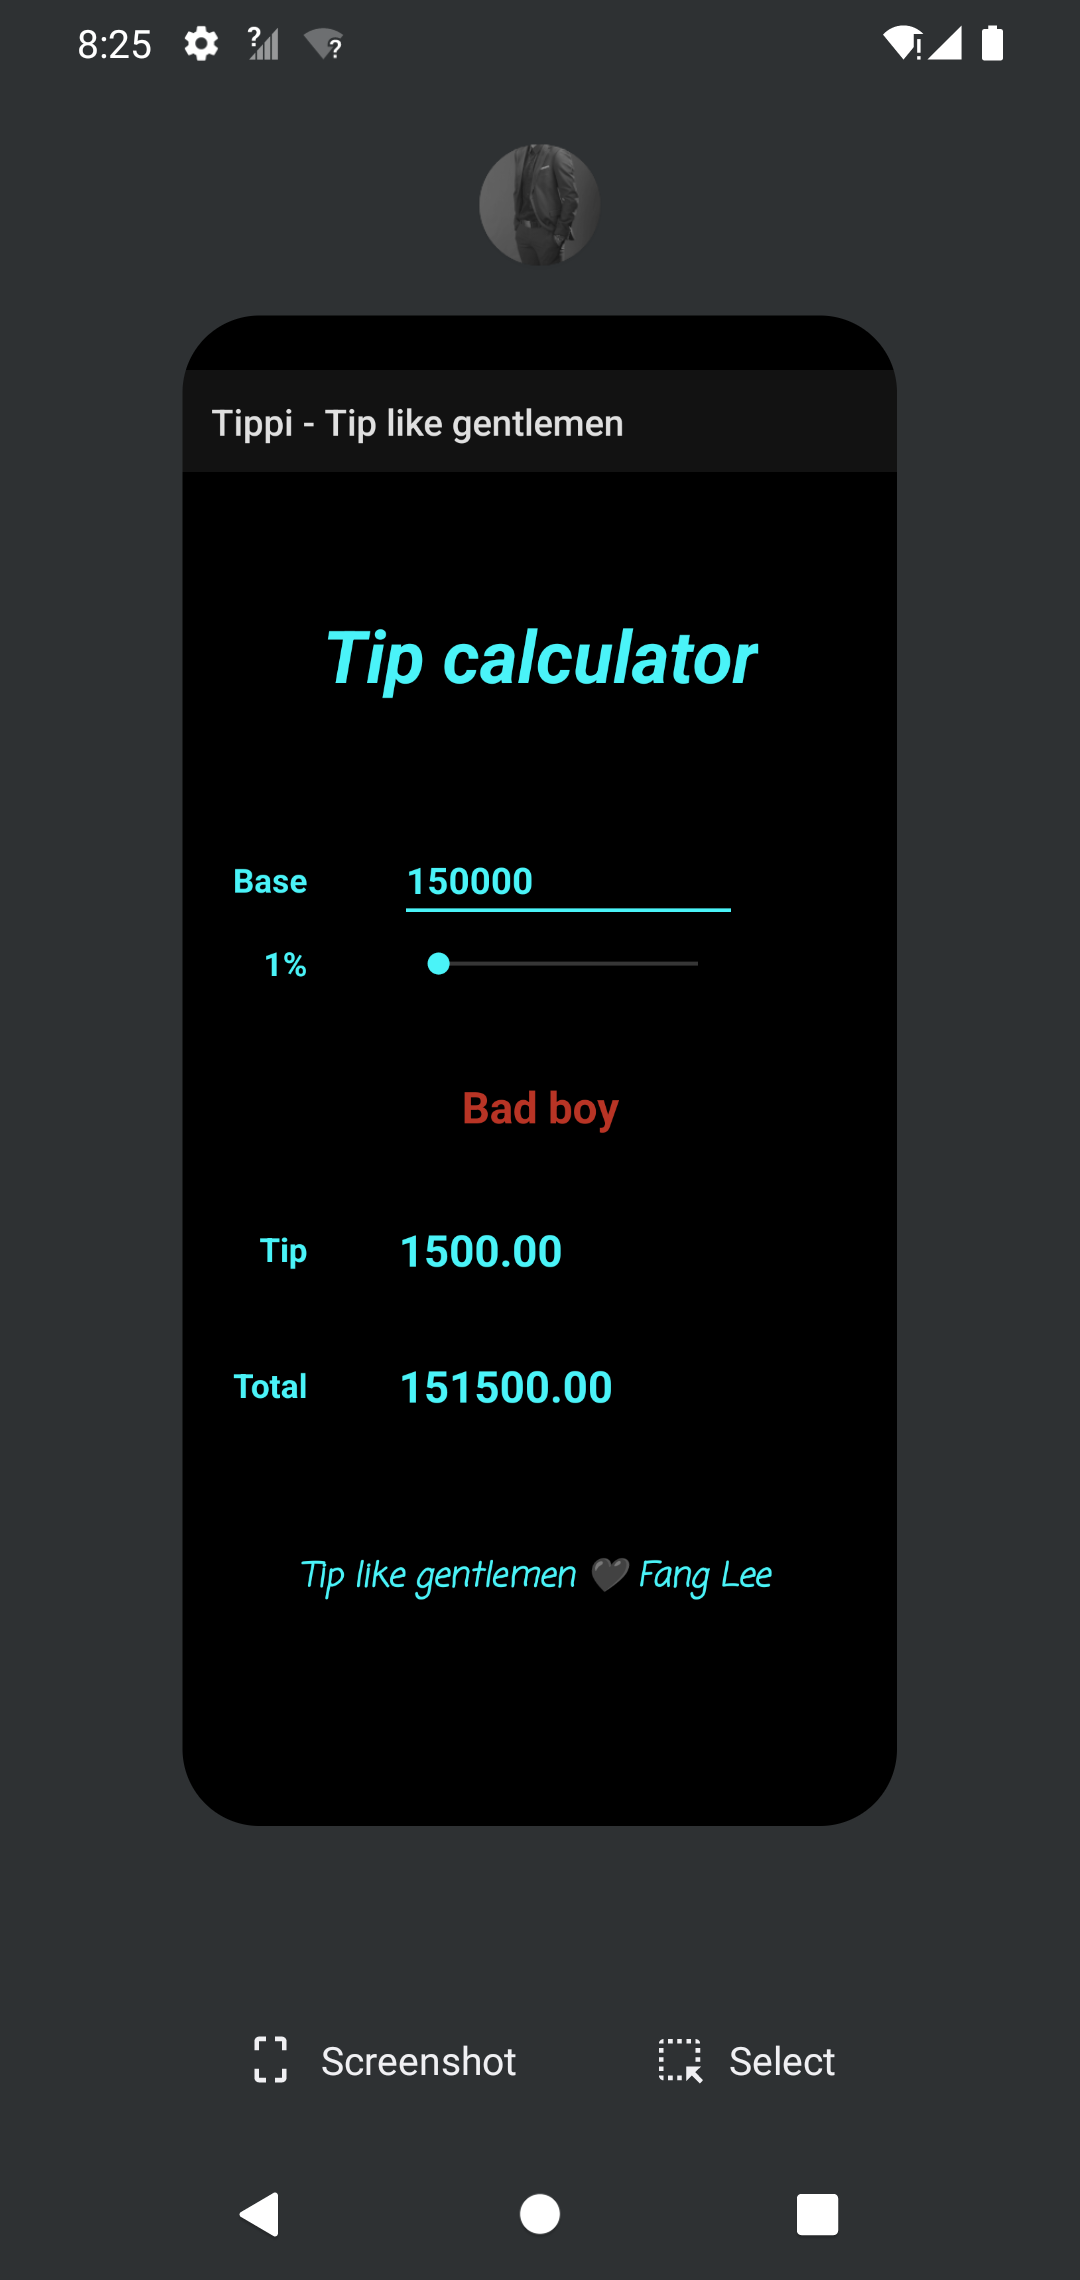 8:25
Tippi - Tip like gentlemen
Tip calculator
Base 150000
1%
Bad boy
Tip 1500.00
Total 151500.00
Tip like gentlemen 🖤 Fang Lee
Screenshot Select